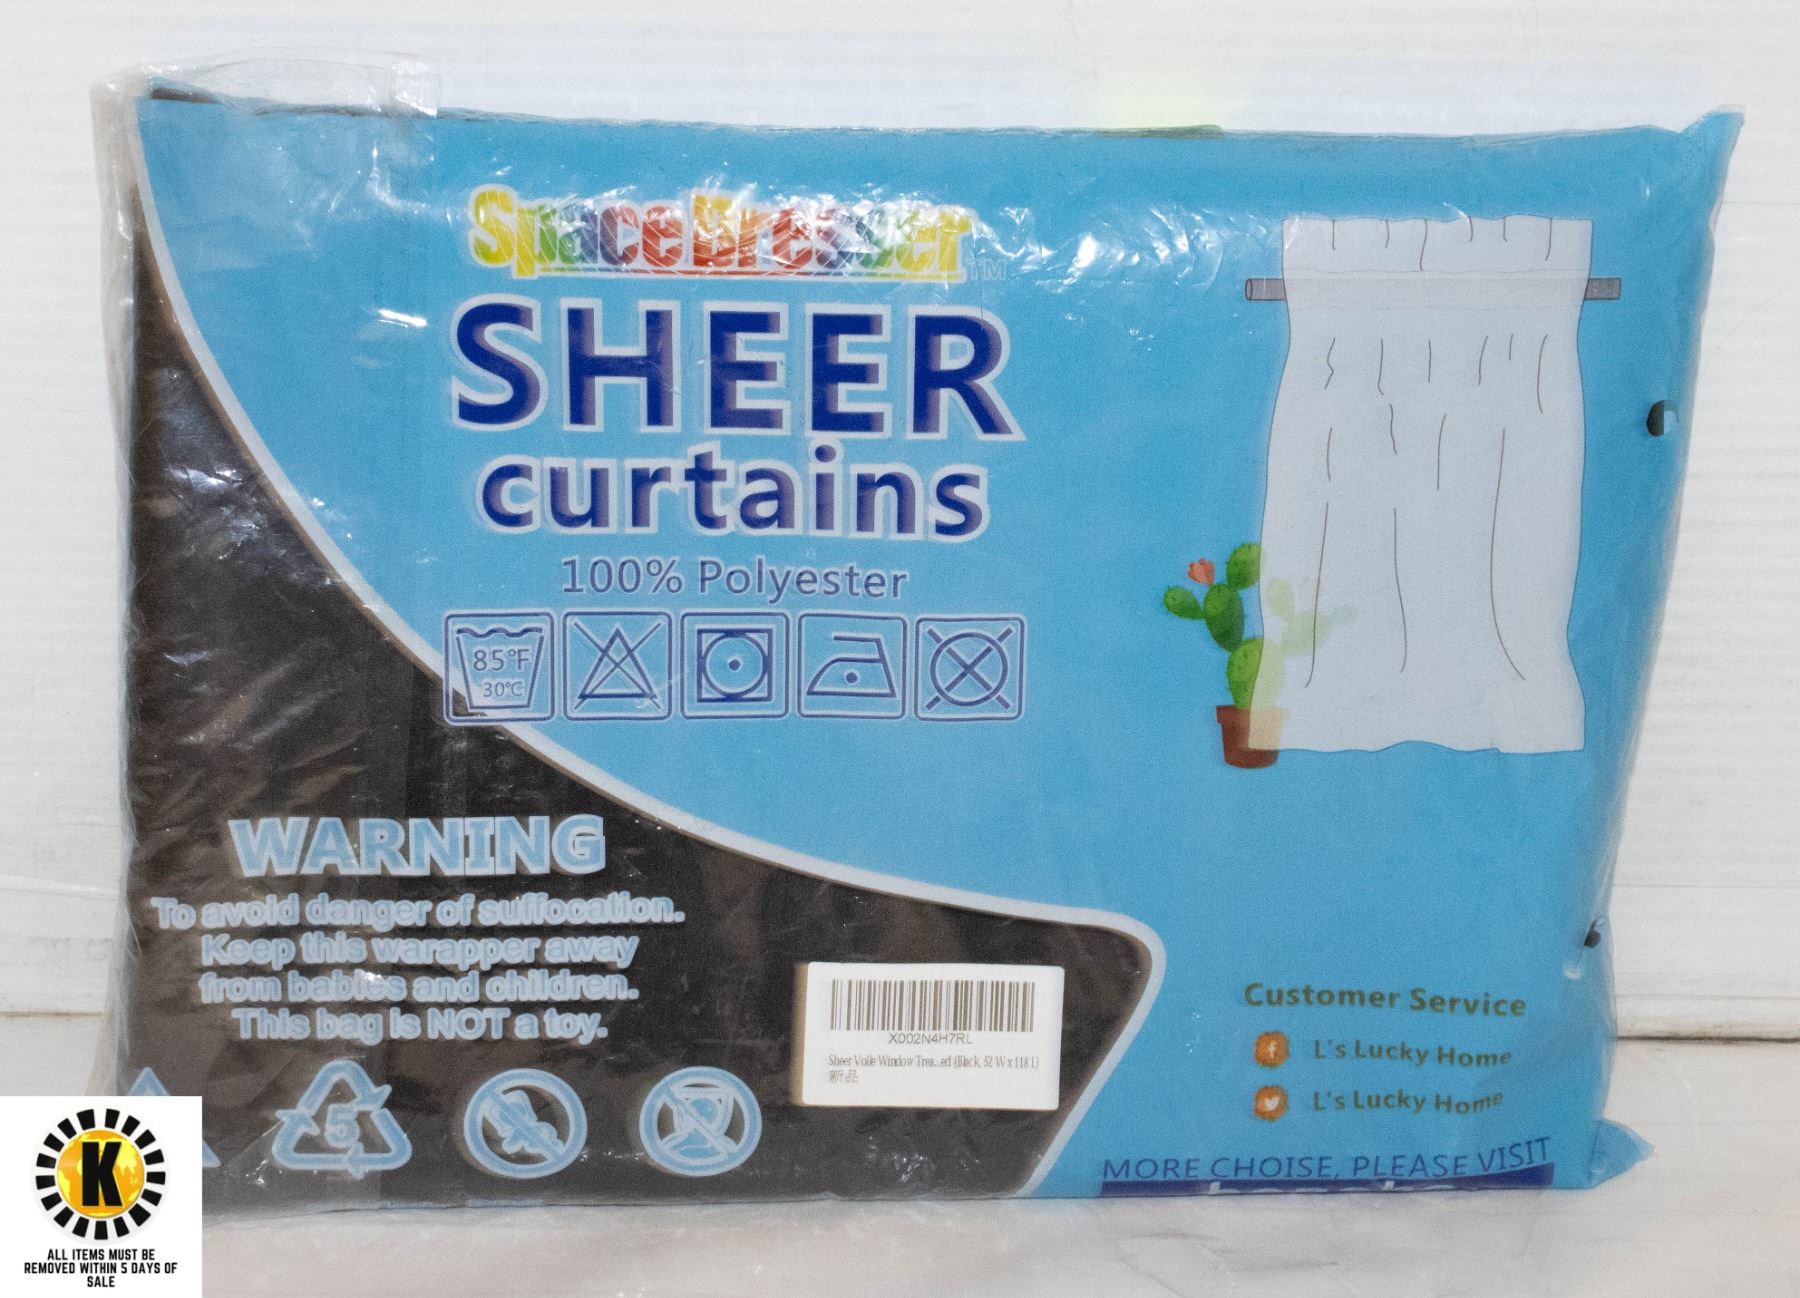 SpaceDresser™
SHEER
curtains
100% Polyester
85°F
30°C
WARNING
To avoid danger of suffocation.
Keep this warapper away
from babies and children.
This bag is NOT a toy.
5
X002N4H7RL
Sheer Voile Window Trea...ed (Black, 52 W x 118 L)
新品
Customer Service
L's Lucky Home
L's Lucky Home
MORE CHOISE, PLEASE VISIT
K
ALL ITEMS MUST BE
REMOVED WITHIN 5 DAYS OF
SALE